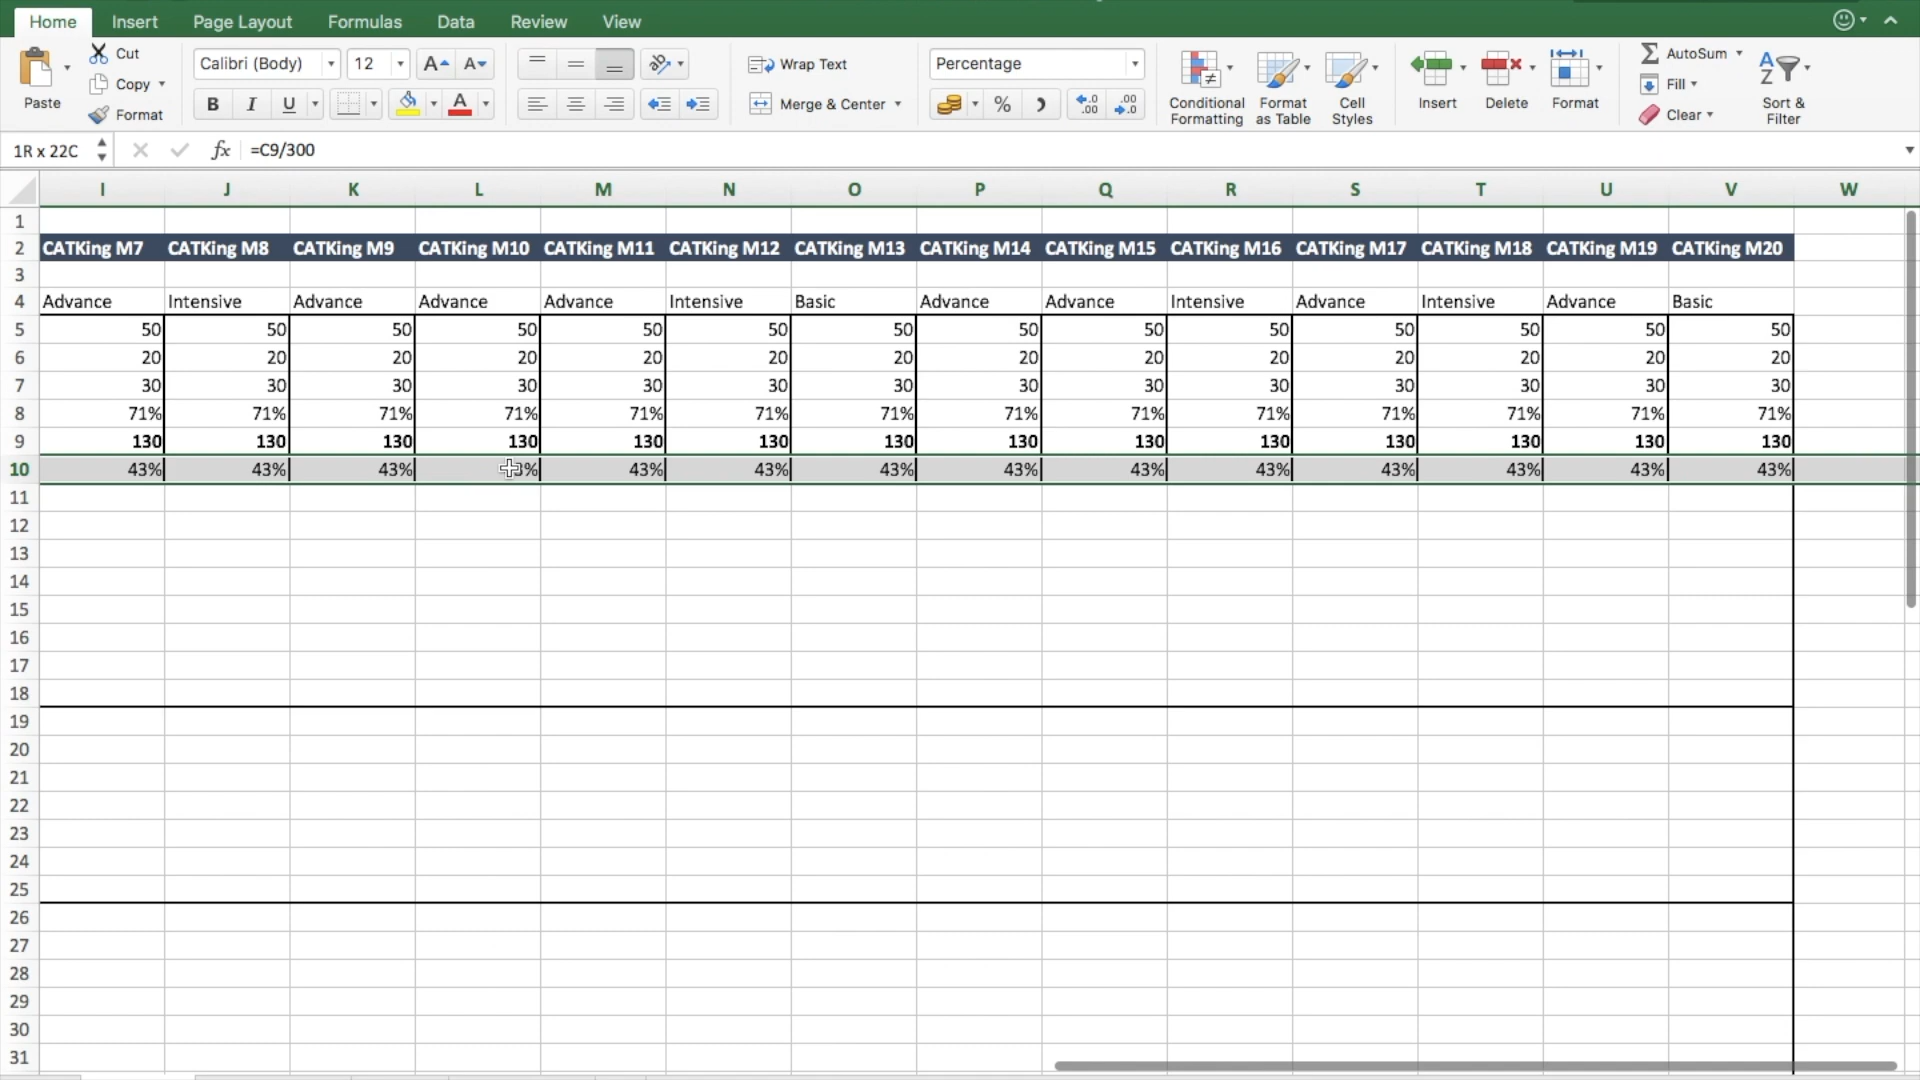 Home Insert Page Layout Formulas Data Review View
Cut
Copy
Format
Paste
Calibri (Body) 12 A A
B I U A
Wrap Text
Merge & Center
Percentage
% .0 .00 .00 .0
Conditional Formatting
Format as Table
Cell Styles
Insert Delete Format
AutoSum
Fill
Clear
A Z
Sort & Filter
1R x 22C fx =C9/300
I J K L M N O P Q R S T U V W
1
2 CATKing M7 CATKing M8 CATKing M9 CATKing M10 CATKing M11 CATKing M12 CATKing M13 CATKing M14 CATKing M15 CATKing M16 CATKing M17 CATKing M18 CATKing M19 CATKing M20
3
4 Advance Intensive Advance Advance Advance Intensive Basic Advance Advance Intensive Advance Intensive Advance Basic
5 50 50 50 50 50 50 50 50 50 50 50 50 50 50
6 20 20 20 20 20 20 20 20 20 20 20 20 20 20
7 30 30 30 30 30 30 30 30 30 30 30 30 30 30
8 71% 71% 71% 71% 71% 71% 71% 71% 71% 71% 71% 71% 71% 71%
9 130 130 130 130 130 130 130 130 130 130 130 130 130 130
10 43% 43% 43% 3% 43% 43% 43% 43% 43% 43% 43% 43% 43% 43%
11
12
13
14
15
16
17
18
19
20
21
22
23
24
25
26
27
28
29
30
31